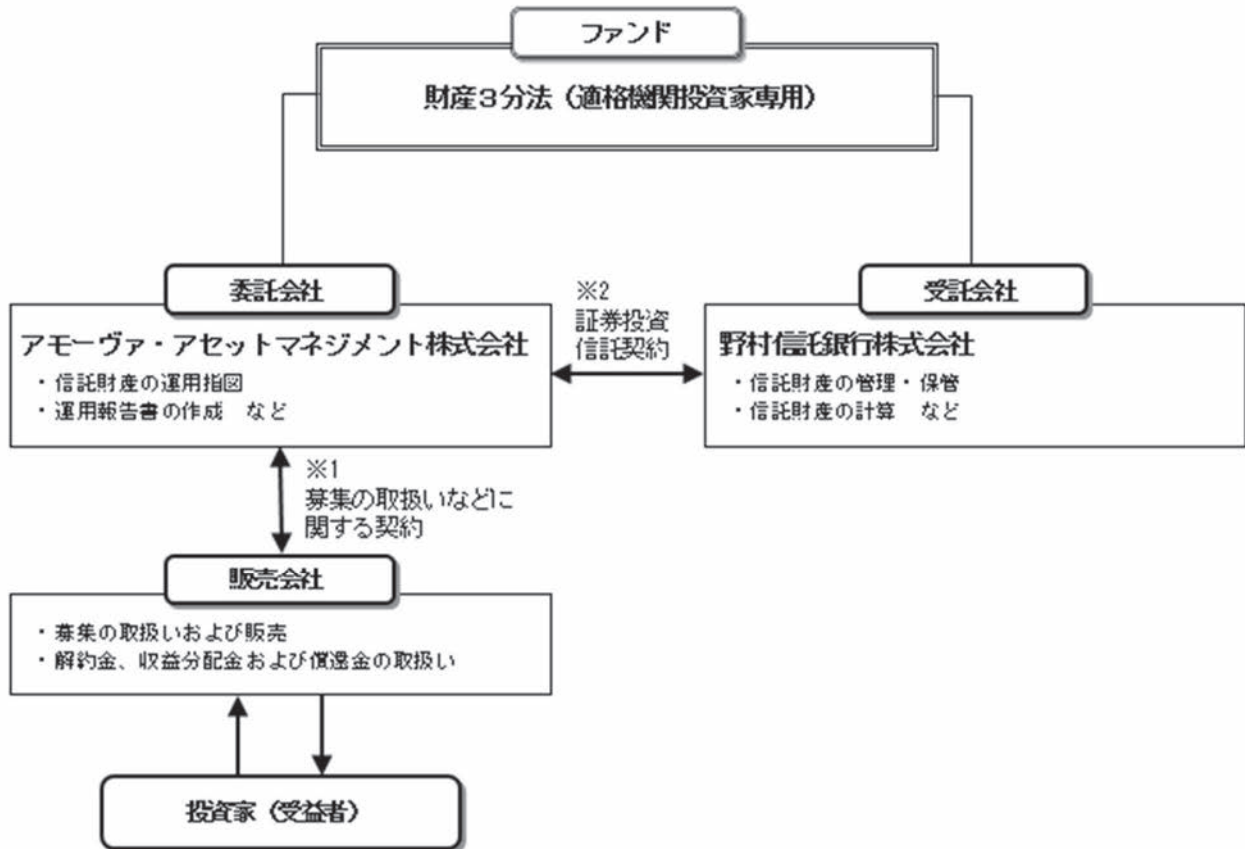 ファンド
財産3分法（適格機関投資家専用）
委託会社
アモーヴァ・アセットマネジメント株式会社
・信託財産の運用指図
・運用報告書の作成　など
※2
証券投資
信託契約
受託会社
野村信託銀行株式会社
・信託財産の管理・保管
・信託財産の計算　など
※1
募集の取扱いなどに
関する契約
販売会社
・募集の取扱いおよび販売
・解約金、収益分配金および償還金の取扱い
投資家（受益者）